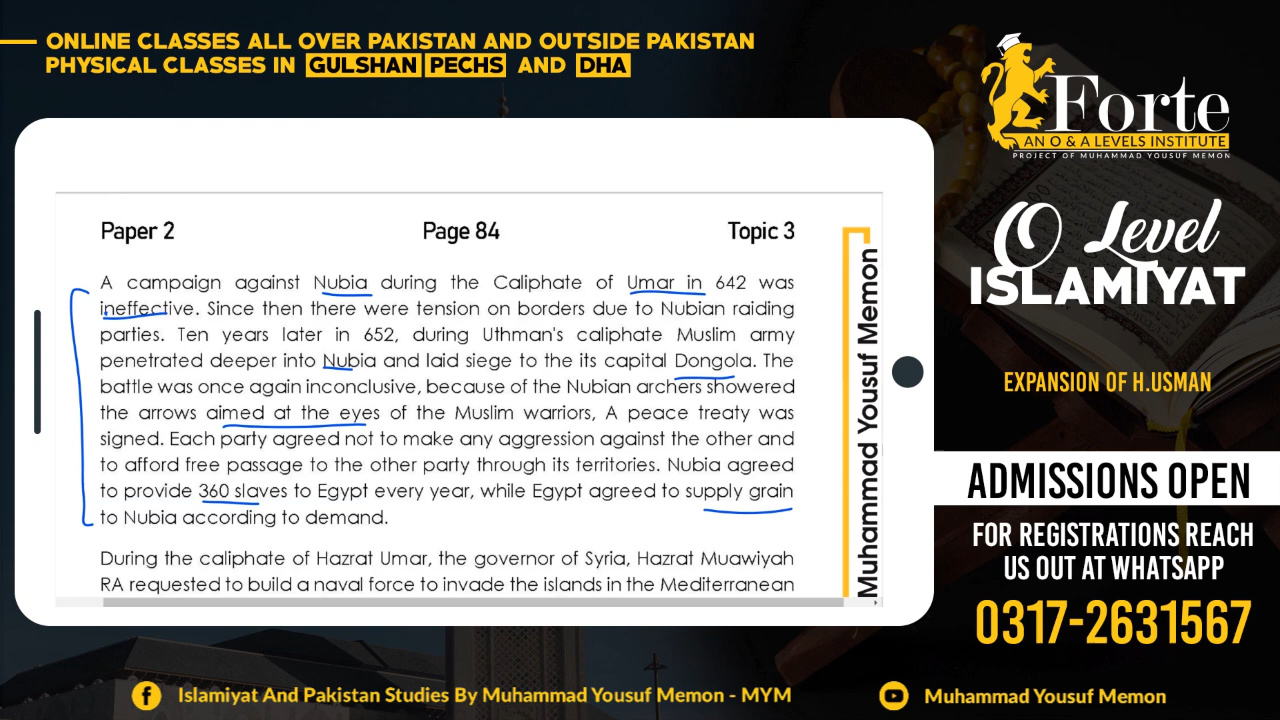 ONLINE CLASSES ALL OVER PAKISTAN AND OUTSIDE PAKISTAN
PHYSICAL CLASSES IN GULSHAN PECHS AND DHA
Forte
AN O & A LEVELS INSTITUTE
PROJECT OF MUHAMMAD YOUSUF MEMON
O Level
ISLAMIYAT
EXPANSION OF H.USMAN
ADMISSIONS OPEN
FOR REGISTRATIONS REACH
US OUT AT WHATSAPP
0317-2631567
Paper 2 Page 84 Topic 3
A campaign against Nubia during the Caliphate of Umar in 642 was
ineffective. Since then there were tension on borders due to Nubian raiding
parties. Ten years later in 652, during Uthman's caliphate Muslim army
penetrated deeper into Nubia and laid siege to the its capital Dongola. The
battle was once again inconclusive, because of the Nubian archers showered
the arrows aimed at the eyes of the Muslim warriors, A peace treaty was
signed. Each party agreed not to make any aggression against the other and
to afford free passage to the other party through its territories. Nubia agreed
to provide 360 slaves to Egypt every year, while Egypt agreed to supply grain
to Nubia according to demand.
During the caliphate of Hazrat Umar, the governor of Syria, Hazrat Muawiyah
RA requested to build a naval force to invade the islands in the Mediterranean
Muhammad Yousuf Memon
Islamiyat And Pakistan Studies By Muhammad Yousuf Memon - MYM
Muhammad Yousuf Memon